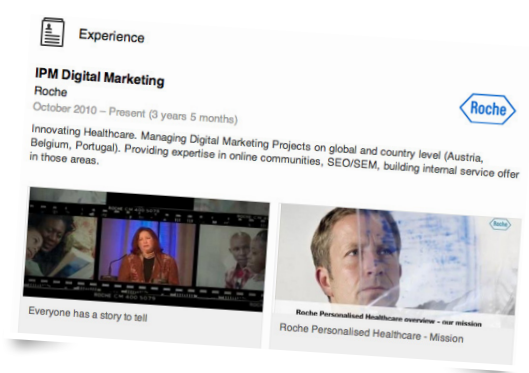 Experience
IPM Digital Marketing
Roche
October 2010 – Present (3 years 5 months)
Roche
Innovating Healthcare. Managing Digital Marketing Projects on global and country level (Austria,
Belgium, Portugal). Providing expertise in online communities, SEO/SEM, building internal service offer
in those areas.
Roche
Roche Personalised Healthcare overview – our mission
Everyone has a story to tell
Roche Personalised Healthcare - Mission